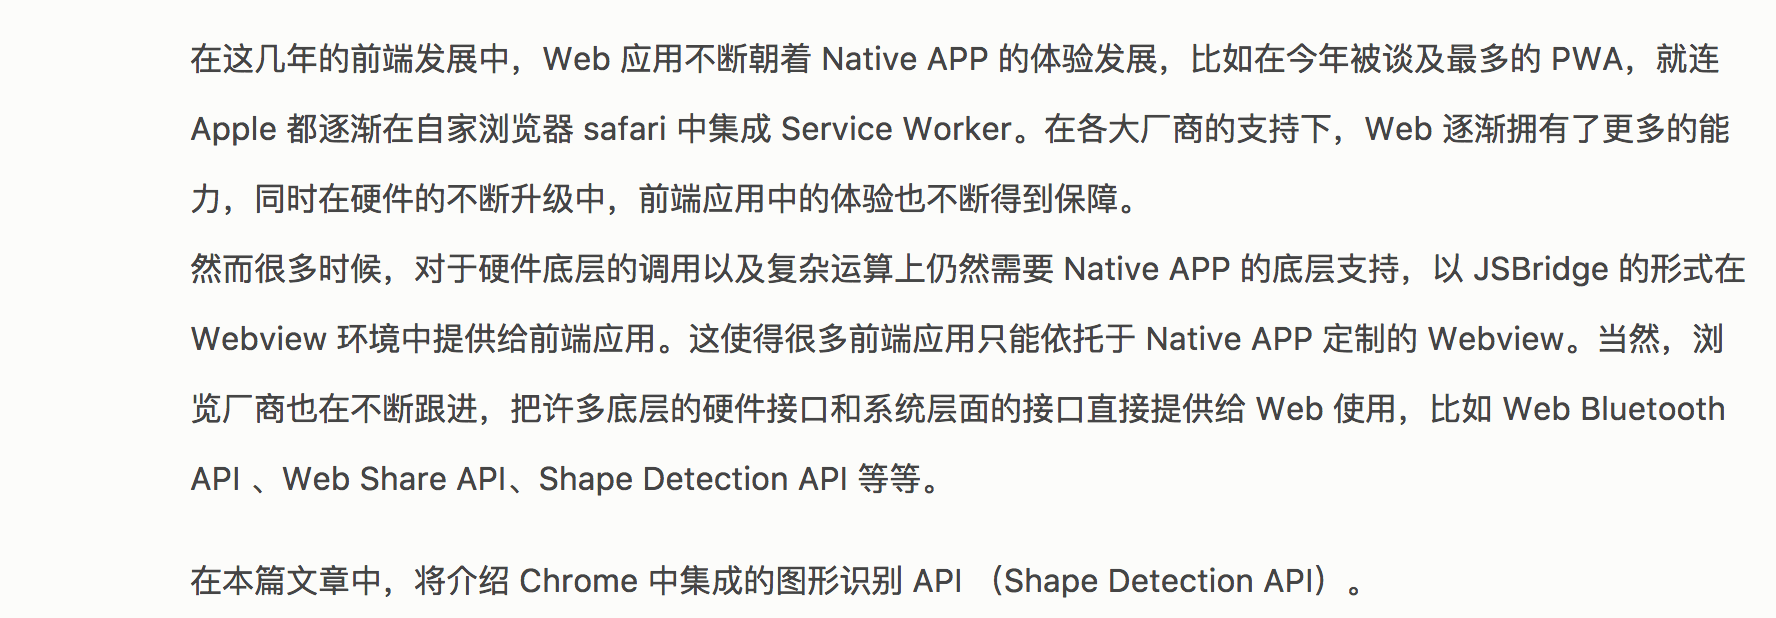 在这几年的前端发展中，Web 应用不断朝着 Native APP 的体验发展，比如在今年被谈及最多的 PWA，就连
Apple 都逐渐在自家浏览器 safari 中集成 Service Worker。在各大厂商的支持下，Web 逐渐拥有了更多的能
力，同时在硬件的不断升级中，前端应用中的体验也不断得到保障。
然而很多时候，对于硬件底层的调用以及复杂运算上仍然需要 Native APP 的底层支持，以 JSBridge 的形式在
Webview 环境中提供给前端应用。这使得很多前端应用只能依托于 Native APP 定制的 Webview。当然，浏
览厂商也在不断跟进，把许多底层的硬件接口和系统层面的接口直接提供给 Web 使用，比如 Web Bluetooth
API 、Web Share API、Shape Detection API 等等。
在本篇文章中，将介绍 Chrome 中集成的图形识别 API （Shape Detection API）。